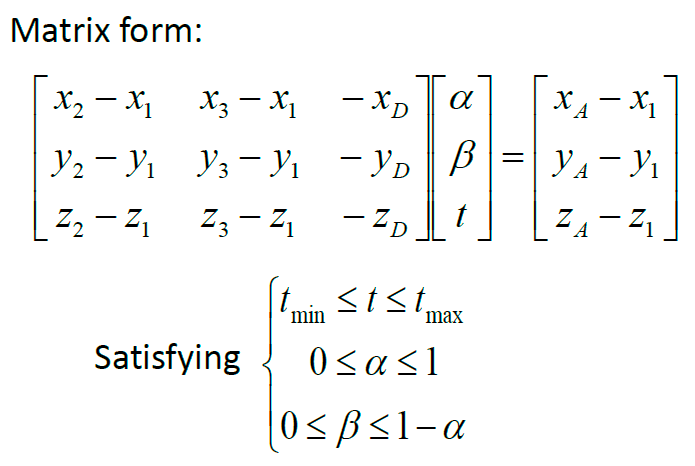 Matrix form:
[ x₂ − x₁  x₃ − x₁  − x_D ] [ α ] = [ x_A − x₁ ]
[ y₂ − y₁  y₃ − y₁  − y_D ] [ β ] = [ y_A − y₁ ]
[ z₂ − z₁  z₃ − z₁  − z_D ] [ t ] = [ z_A − z₁ ]
t_min ≤ t ≤ t_max
Satisfying { 0 ≤ α ≤ 1
0 ≤ β ≤ 1 − α